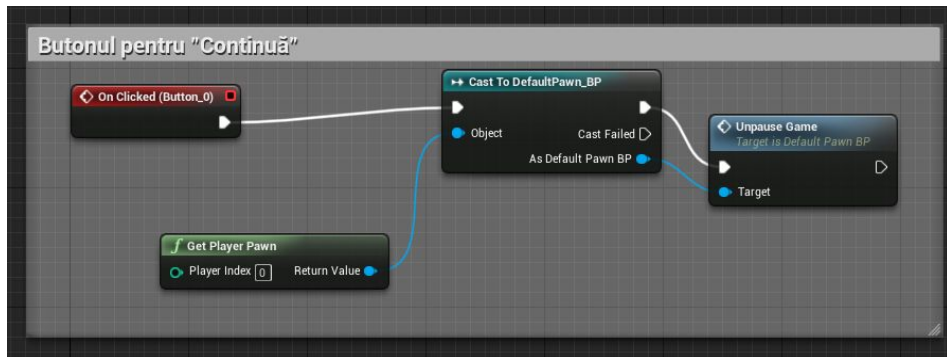 Butonul pentru "Continuă"
On Clicked (Button_0)
Cast To DefaultPawn_BP
Object
Cast Failed
As Default Pawn BP
Unpause Game
Target is Default Pawn BP
Target
Get Player Pawn
Player Index 0
Return Value